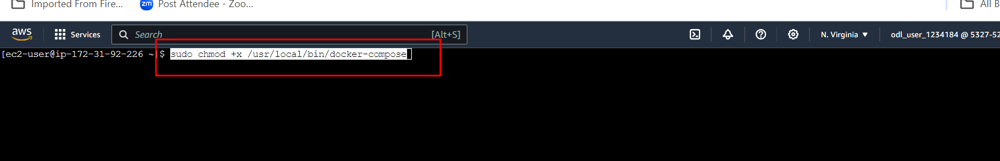 Imported From Fire... zm Post Attendee - Zoo... All B
aws Services Search [Alt+S] N. Virginia ▼ odl_user_1234184 @ 5327-52
[ec2-user@ip-172-31-92-226 ~]$ sudo chmod +x /usr/local/bin/docker-compose